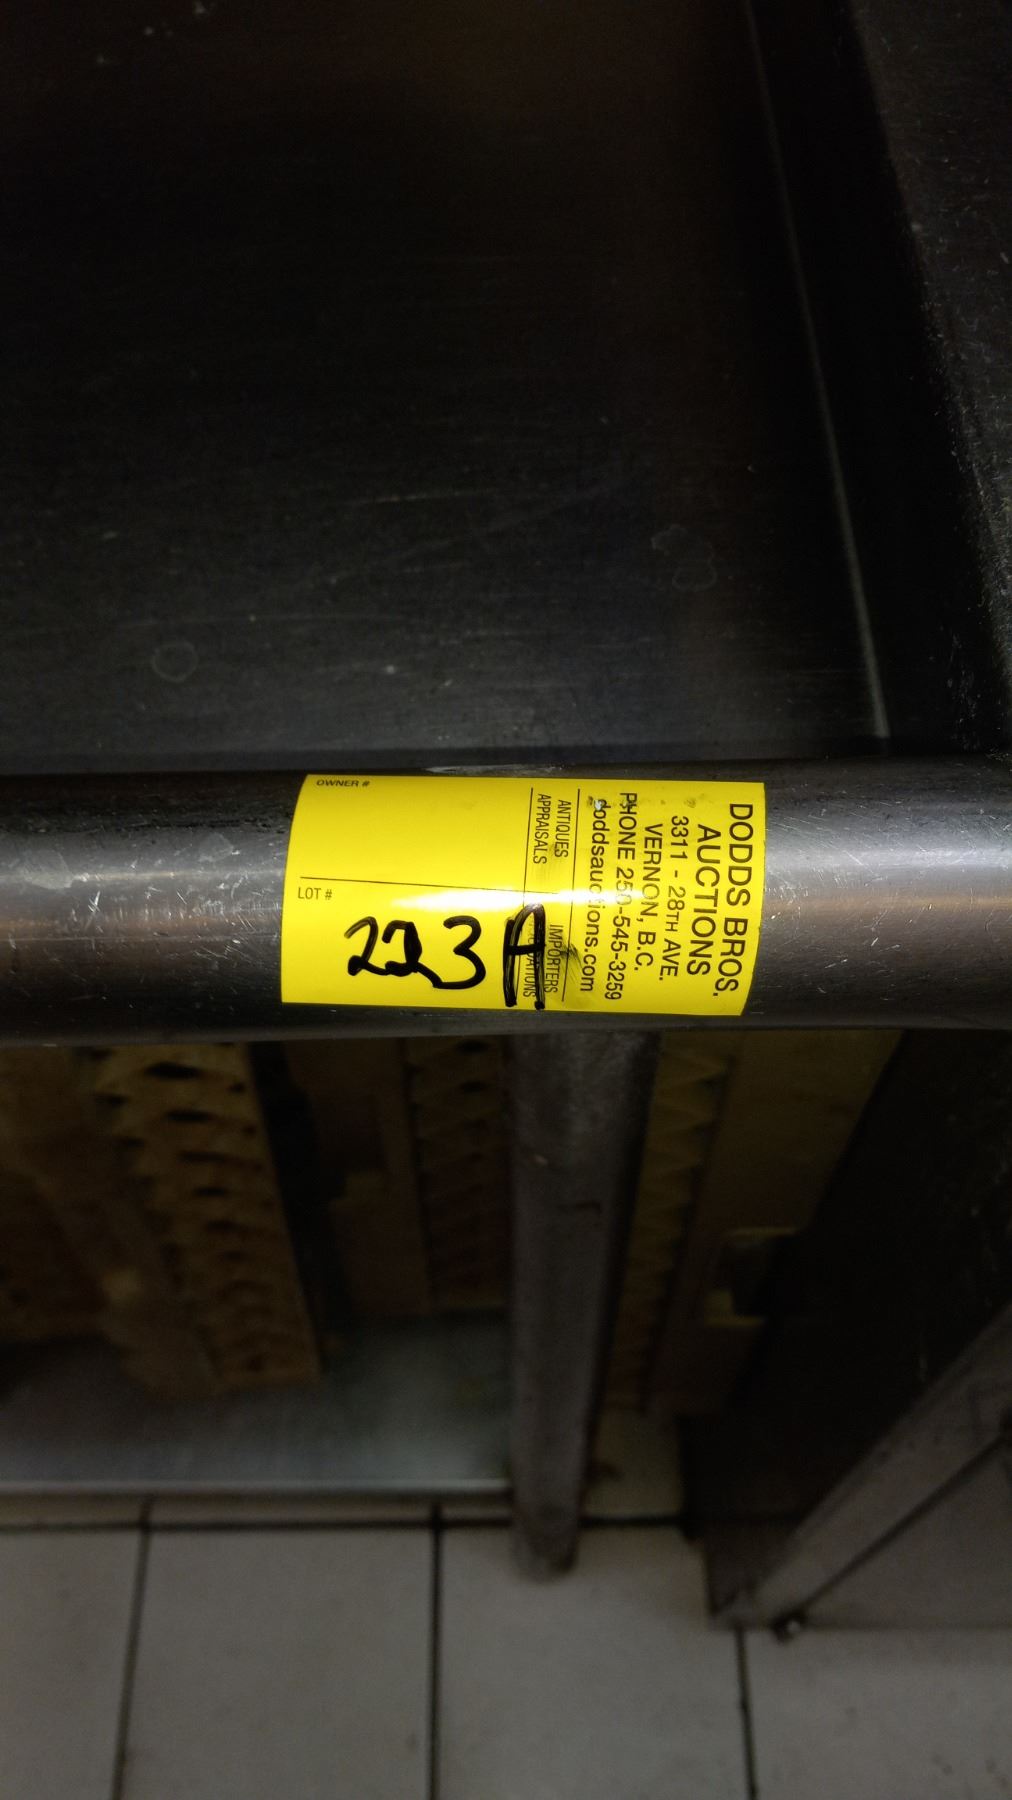 DODDS BROS.
AUCTIONS
3311 - 28TH AVE.
VERNON, B.C.
PHONE 250-545-3259
doddsauctions.com
ANTIQUES IMPORTERS
APPRAISALS
OWNER #
LOT #
223A